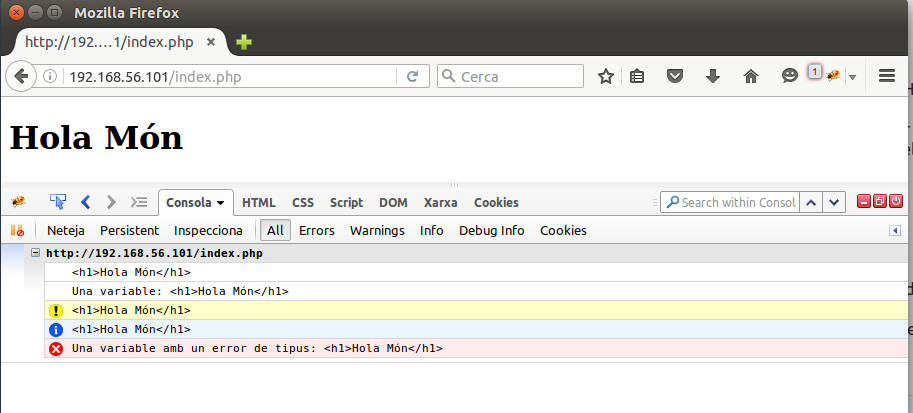 Mozilla Firefox
http://192....1/index.php
192.168.56.101/index.php
Cerca
1
Hola Món
Consola HTML CSS Script DOM Xarxa Cookies
Search within Consol
Neteja Persistent Inspecciona All Errors Warnings Info Debug Info Cookies
http://192.168.56.101/index.php
<h1>Hola Món</h1>
Una variable: <h1>Hola Món</h1>
<h1>Hola Món</h1>
<h1>Hola Món</h1>
Una variable amb un error de tipus: <h1>Hola Món</h1>